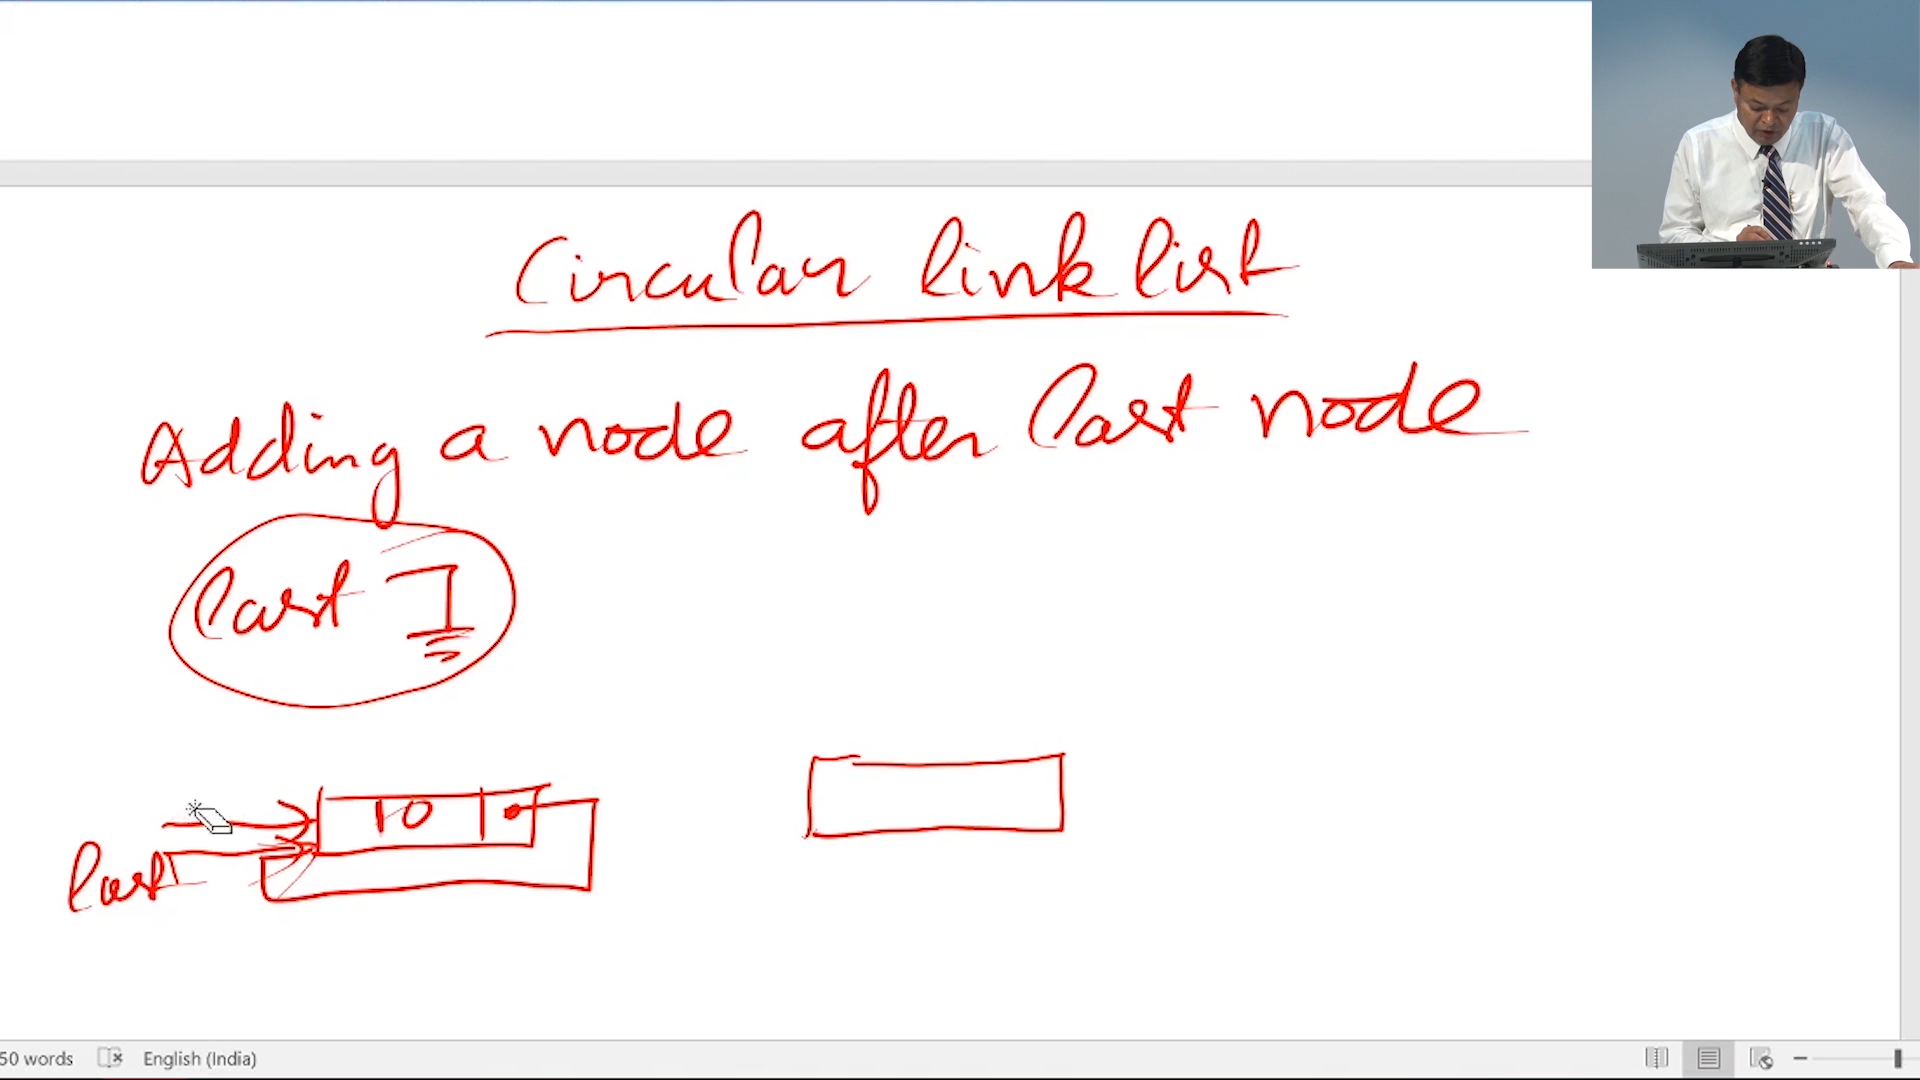 Circular link list
Adding a node after last node
last I
10
last
50 words
English (India)